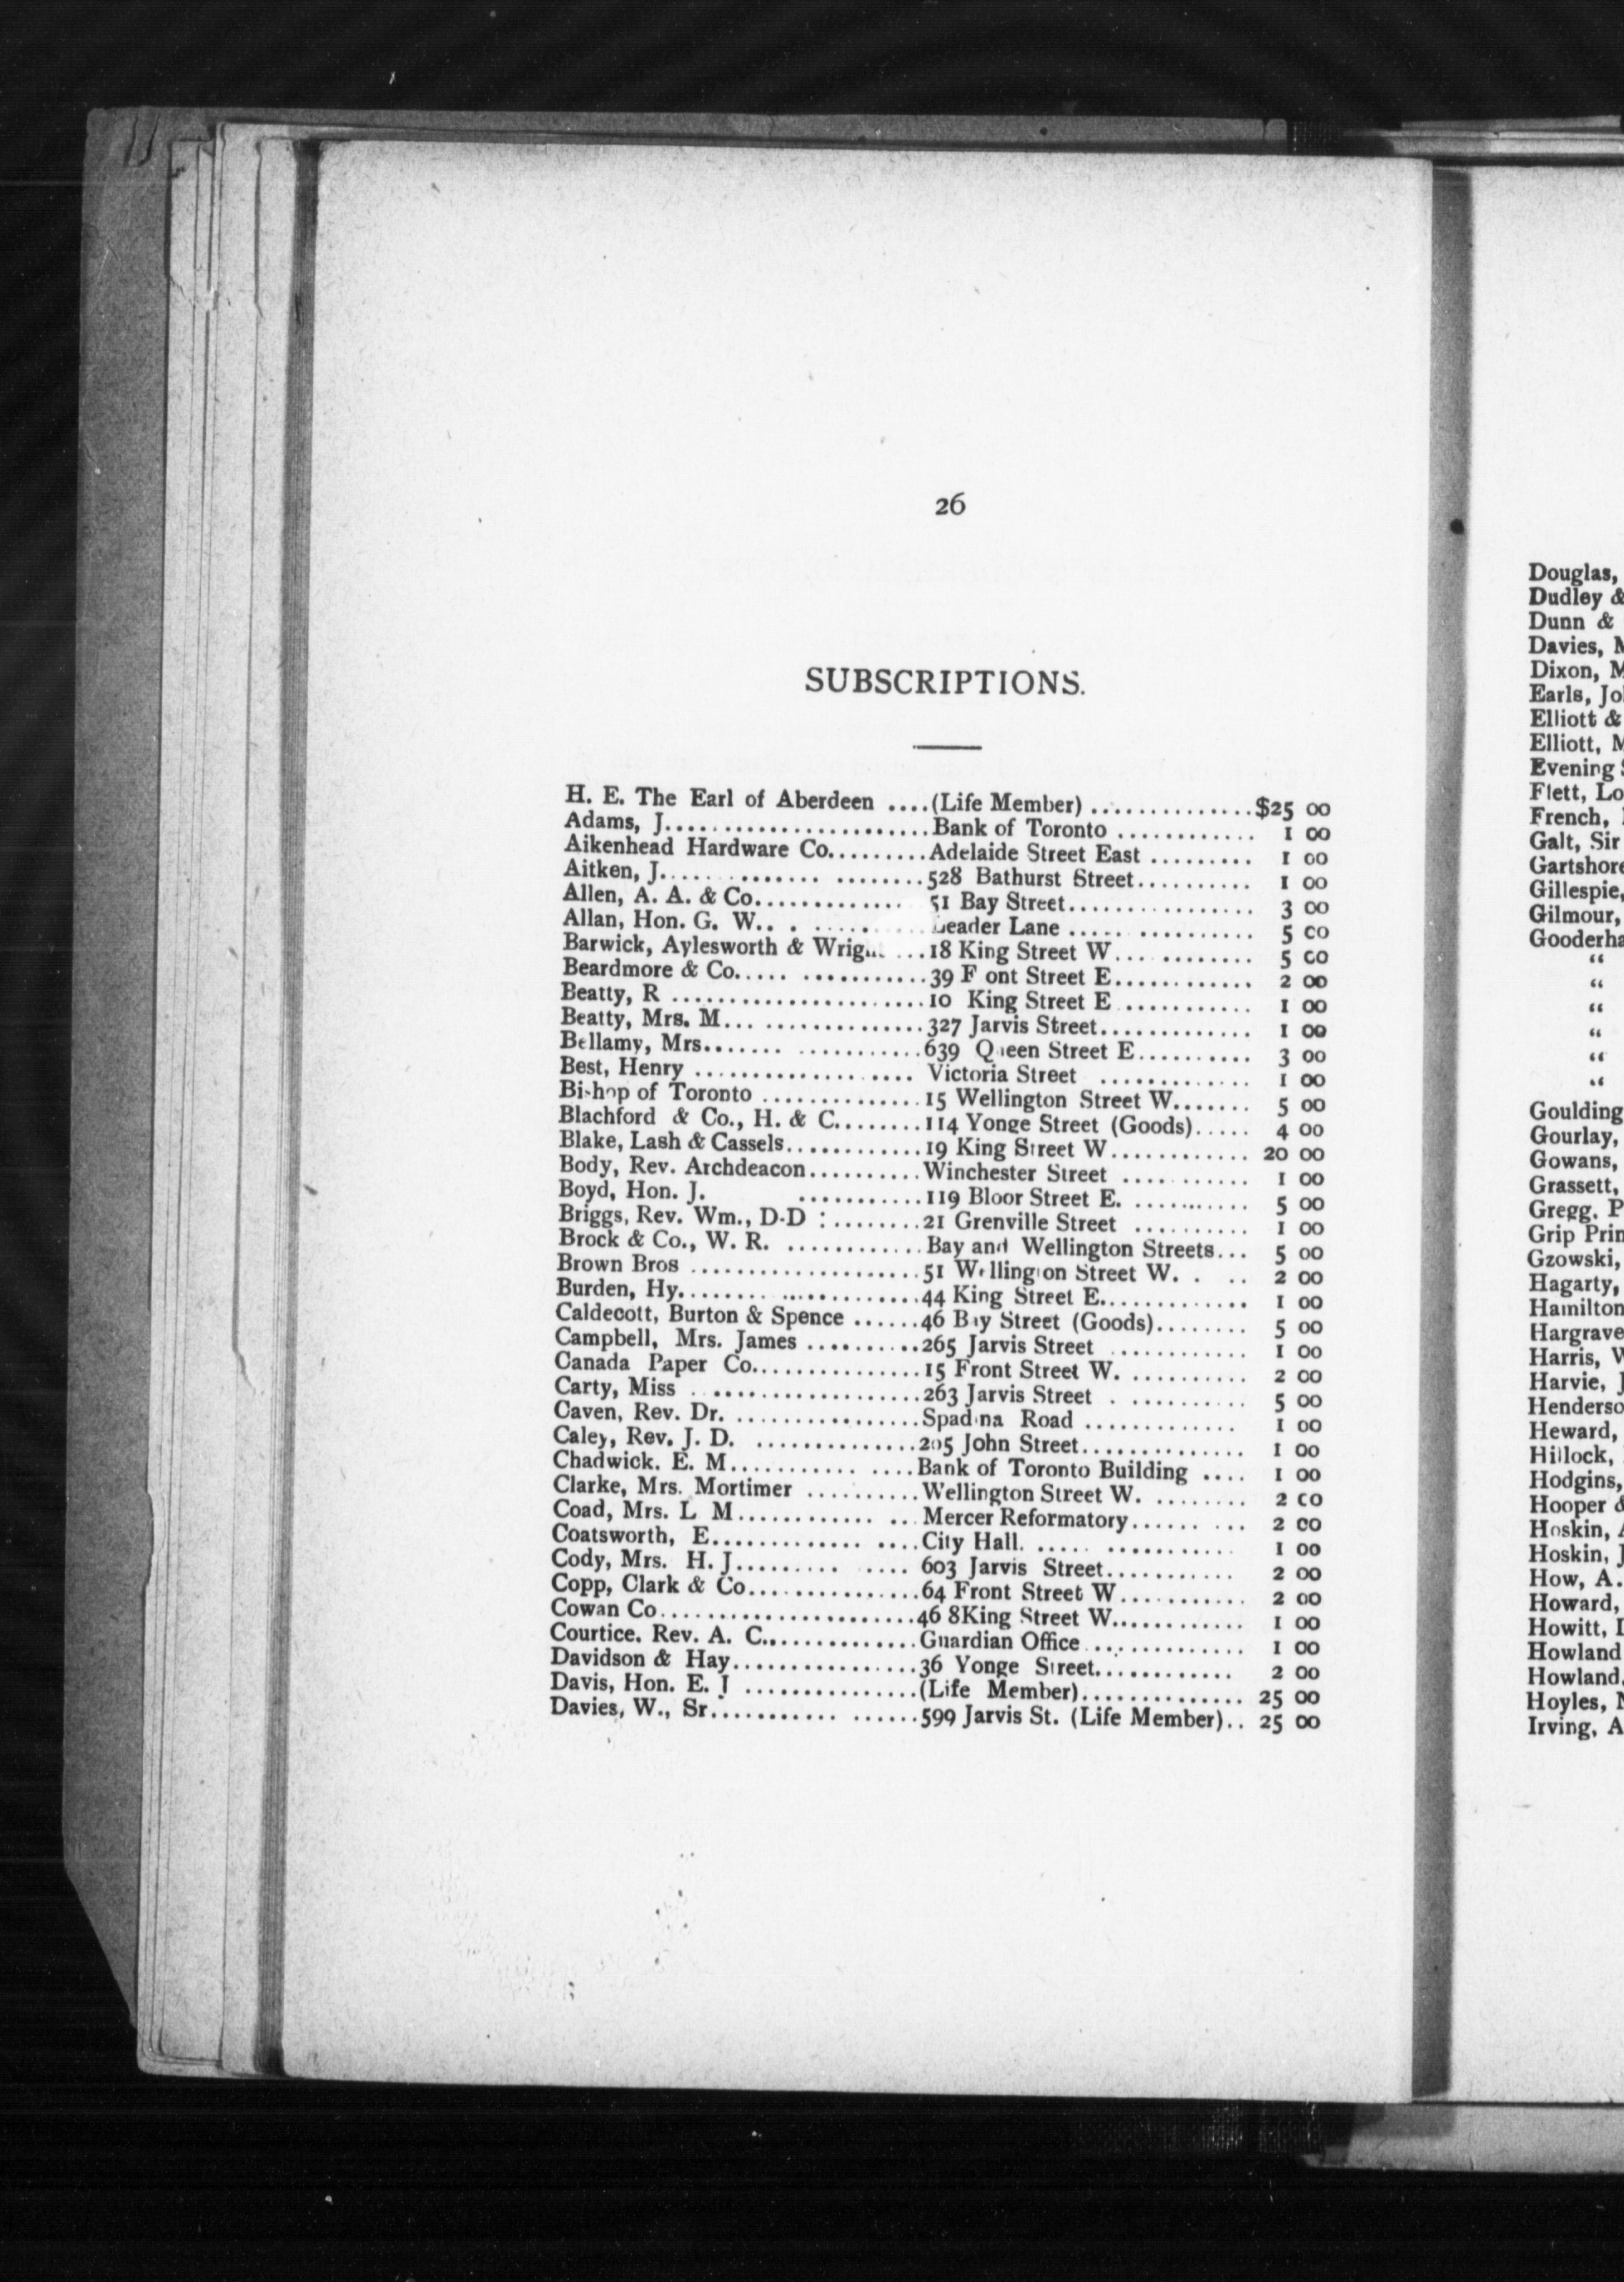 26
SUBSCRIPTIONS.
H. E. The Earl of Aberdeen ....(Life Member) ..............$25 00
Adams, J..........................Bank of Toronto ............ 1 00
Aikenhead Hardware Co.........Adelaide Street East ......... 1 00
Aitken, J..... ....... ........528 Bathurst Street.......... 1 00
Allen, A. A. & Co............. 51 Bay Street................ 3 00
Allan, Hon. G. W.. . ..... .... Leader Lane ..... .......... 5 00
Barwick, Aylesworth & Wright ...18 King Street W... ......... 5 00
Beardmore & Co..... ...........39 F ont Street E............ 2 00
Beatty, R .......................10 King Street E ........... 1 00
Beatty, Mrs. M... ...............327 Jarvis Street............. 1 00
Bellamy, Mrs....... ...........639 Queen Street E.......... 3 00
Best, Henry ................ .... Victoria Street ............. 1 00
Bishop of Toronto ..............15 Wellington Street W....... 5 00
Blachford & Co., H. & C........114 Yonge Street (Goods)..... 4 00
Blake, Lash & Cassels............19 King Street W............ 20 00
Body, Rev. Archdeacon..........Winchester Street ........... 1 00
Boyd, Hon. J. ...........119 Bloor Street E. .......... 5 00
Briggs, Rev. Wm., D-D :........21 Grenville Street .......... 1 00
Brock & Co., W. R. ............Bay and Wellington Streets... 5 00
Brown Bros .....................51 Wellington Street W. . .. 2 00
Burden, Hy........ .............44 King Street E............. 1 00
Caldecott, Burton & Spence ......46 Bay Street (Goods)........ 5 00
Campbell, Mrs. James ..........265 Jarvis Street ............ 1 00
Canada Paper Co...............15 Front Street W. .......... 2 00
Carty, Miss . ...................263 Jarvis Street . .......... 5 00
Caven, Rev. Dr. .................Spadina Road ............. 1 00
Caley, Rev. J. D. ..............205 John Street.............. 1 00
Chadwick. E. M........... ....Bank of Toronto Building .... 1 00
Clarke, Mrs. Mortimer ..........Wellington Street W. ........ 2 00
Coad, Mrs. L M............ ...Mercer Reformatory...... ... 2 00
Coatsworth, E............. ....City Hall. ..... ........... 1 00
Cody, Mrs. H. J......... .... 603 Jarvis Street........... 2 00
Copp, Clark & Co...............64 Front Street W........... 2 00
Cowan Co.......................46 8King Street W............ 1 00
Courtice. Rev. A. C..............Guardian Office .............. 1 00
Davidson & Hay................36 Yonge Street............ 2 00
Davis, Hon. E. J ...............(Life Member).............. 25 00
Davies, W., Sr........... ......599 Jarvis St. (Life Member).. 25 00
Douglas,
Dudley &
Dunn &
Davies,
Dixon,
Earls,
Elliott &
Elliott,
Evening
Flett,
French,
Galt, Sir
Gartshore
Gillespie,
Gilmour,
Gooderha
“
“
“
“
“
“
Goulding
Gourlay,
Gowans,
Grassett,
Gregg. P
Grip Prin
Gzowski,
Hagarty,
Hamilton
Hargrave
Harris,
Harvie,
Henderso
Heward,
Hillock,
Hodgins,
Hooper &
Hoskin, A
Hoskin, J
How, A.
Howard,
Howitt,
Howland
Howland,
Hoyles,
Irving, A